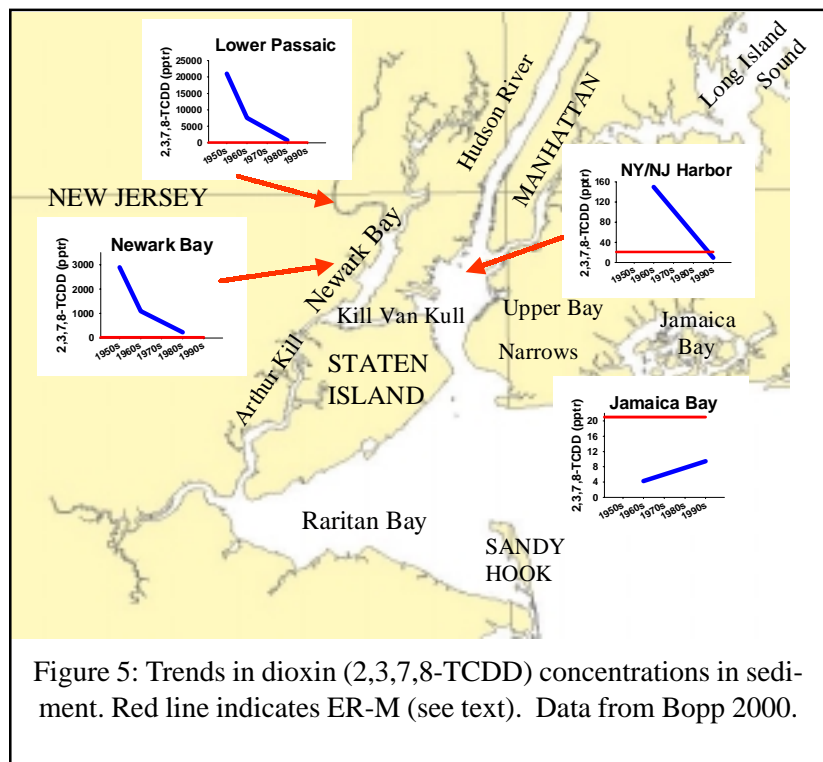 Lower Passaic
2,3,7,8-TCDD (pptr)
25000
20000
15000
10000
5000
0
1950s 1960s 1970s 1980s 1990s
Hudson River
MANHATTAN
Long Island
Sound
NEW JERSEY
NY/NJ Harbor
2,3,7,8-TCDD (pptr)
160
120
80
40
0
1950s 1960s 1970s 1980s 1990s
Newark Bay
2,3,7,8-TCDD (pptr)
3000
2000
1000
0
1950s 1960s 1970s 1980s 1990s
Newark Bay
Kill Van Kull
Upper Bay
Jamaica
Bay
Narrows
Arthur Kill
STATEN
ISLAND
Jamaica Bay
2,3,7,8-TCDD (pptr)
20
16
12
8
4
0
1950s 1960s 1970s 1980s 1990s
Raritan Bay
SANDY
HOOK
Figure 5: Trends in dioxin (2,3,7,8-TCDD) concentrations in sedi-
ment. Red line indicates ER-M (see text). Data from Bopp 2000.